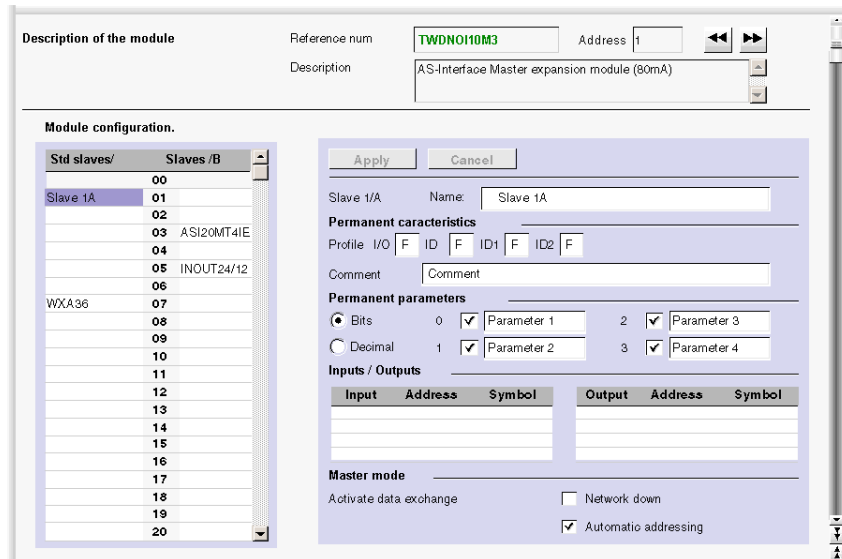 Description of the module Reference num TWDNOI10M3 Address 1
Description AS-Interface Master expansion module (80mA)
Module configuration.
Std slaves/ Slaves /B
00
Slave 1A 01
02
03 ASI20MT4IE
04
05 INOUT24/12
06
WXA36 07
08
09
10
11
12
13
14
15
16
17
18
19
20
Apply Cancel
Slave 1/A Name: Slave 1A
Permanent caracteristics
Profile I/O F ID F ID1 F ID2 F
Comment Comment
Permanent parameters
Bits 0 Parameter 1 2 Parameter 3
Decimal 1 Parameter 2 3 Parameter 4
Inputs / Outputs
Input Address Symbol Output Address Symbol
Master mode
Activate data exchange Network down
Automatic addressing